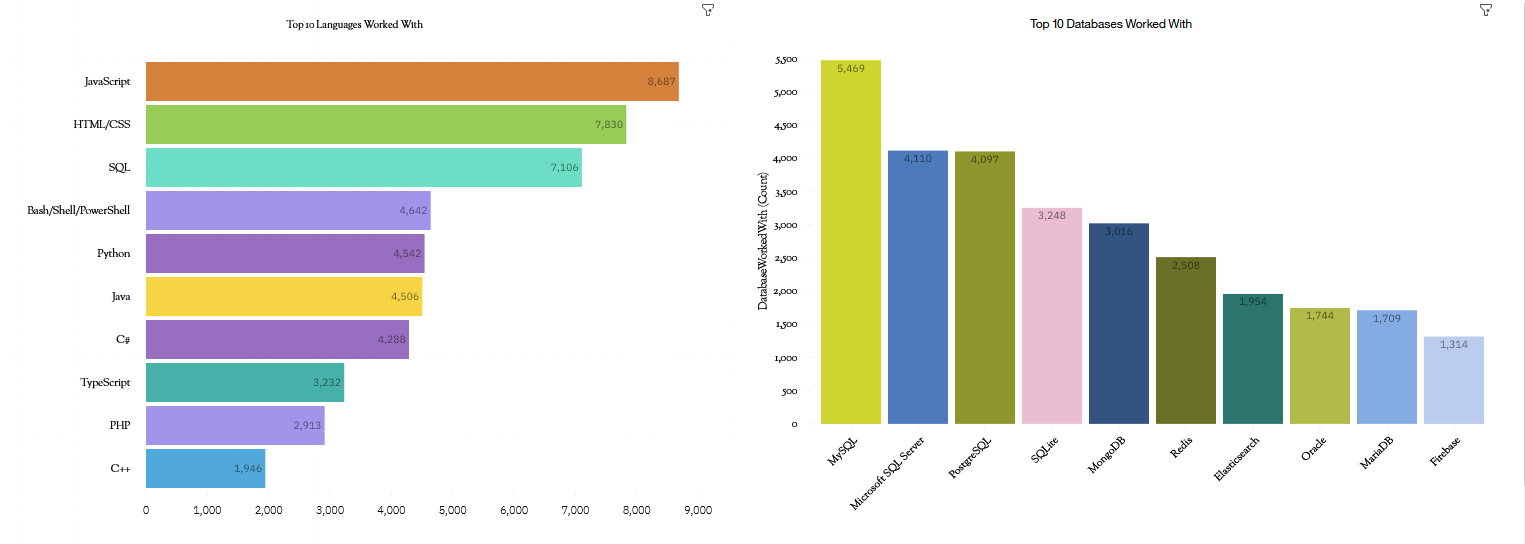 Top 10 Languages Worked With
JavaScript
8,687
HTML/CSS
7,830
SQL
7,106
Bash/Shell/PowerShell
4,642
Python
4,542
Java
4,506
C#
4,288
TypeScript
3,232
PHP
2,913
C++
1,946
0 1,000 2,000 3,000 4,000 5,000 6,000 7,000 8,000 9,000
Top 10 Databases Worked With
DatabaseWorkedWith (Count)
5,500
5,000
4,500
4,000
3,500
3,000
2,500
2,000
1,500
1,000
500
0
5,469
4,110
4,097
3,248
3,016
2,508
1,954
1,744
1,709
1,314
MySQL
Microsoft SQL Server
PostgreSQL
SQLite
MongoDB
Redis
Elasticsearch
Oracle
MariaDB
Firebase